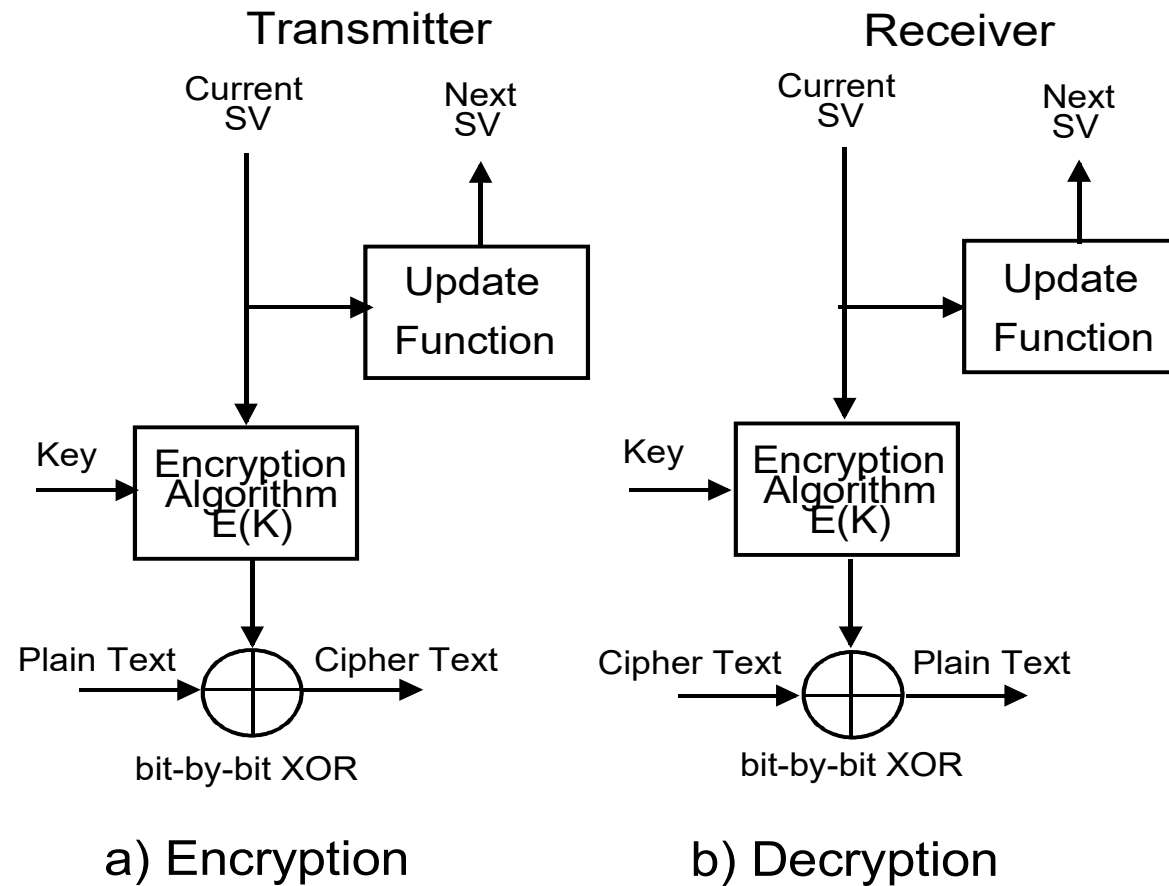 Transmitter
Current
SV
Next
SV
Update
Function
Key
Encryption
Algorithm
E(K)
Plain Text
Cipher Text
bit-by-bit XOR
a) Encryption
Receiver
Current
SV
Next
SV
Update
Function
Key
Encryption
Algorithm
E(K)
Cipher Text
Plain Text
bit-by-bit XOR
b) Decryption